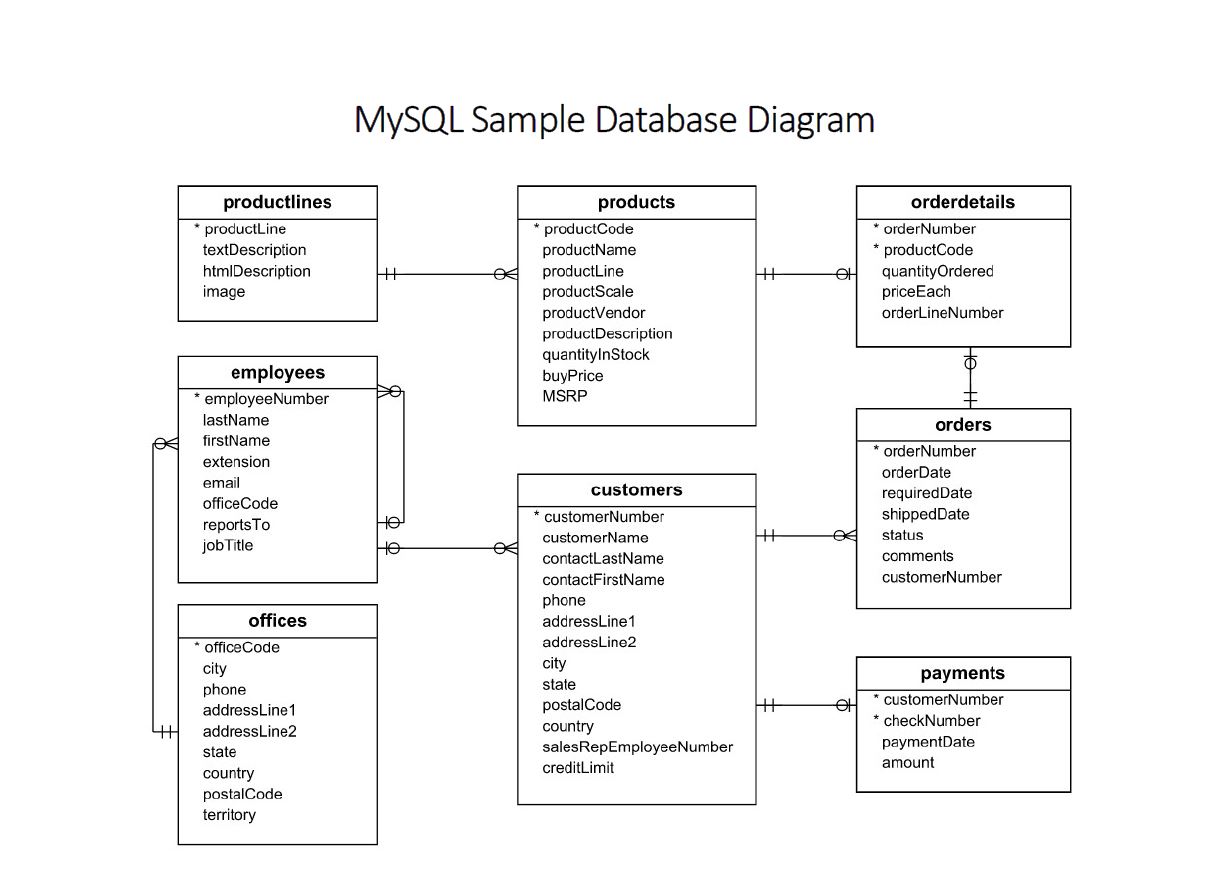 MySQL Sample Database Diagram
productlines
* productLine
textDescription
htmlDescription
image
products
* productCode
productName
productLine
productScale
productVendor
productDescription
quantityInStock
buyPrice
MSRP
orderdetails
* orderNumber
* productCode
quantityOrdered
priceEach
orderLineNumber
employees
* employeeNumber
lastName
firstName
extension
email
officeCode
reportsTo
jobTitle
customers
* customerNumber
customerName
contactLastName
contactFirstName
phone
addressLine1
addressLine2
city
state
postalCode
country
salesRepEmployeeNumber
creditLimit
orders
* orderNumber
orderDate
requiredDate
shippedDate
status
comments
customerNumber
offices
* officeCode
city
phone
addressLine1
addressLine2
state
country
postalCode
territory
payments
* customerNumber
* checkNumber
paymentDate
amount